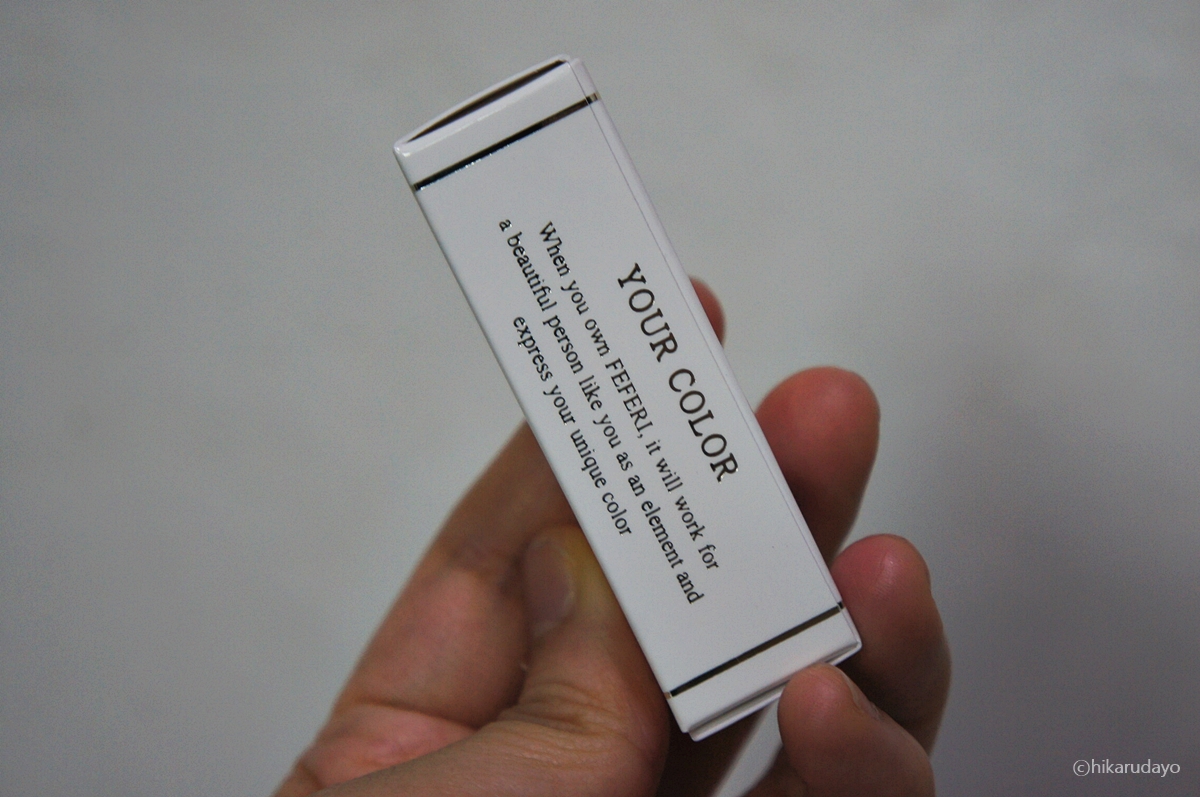 YOUR COLOR
When you own FEFERI, it will work for
a beautiful person like you as an element and
express your unique color
©hikarudayo